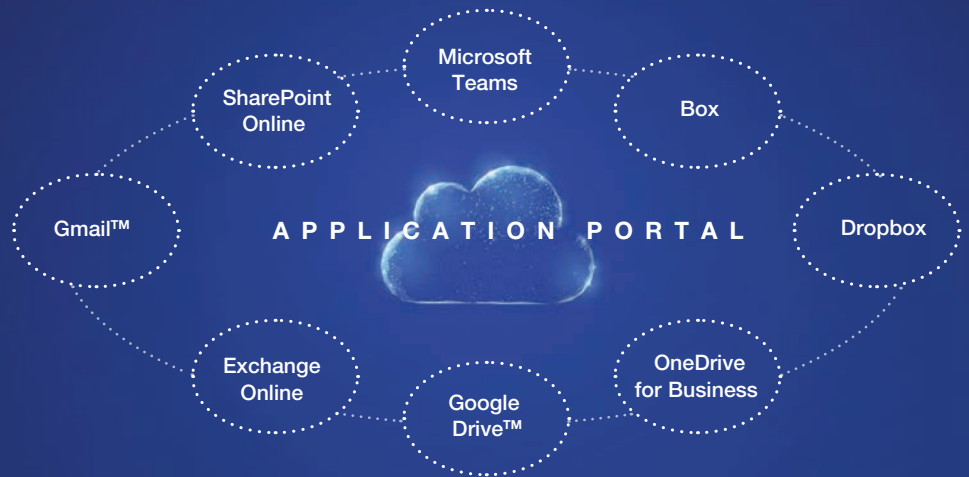 Microsoft
Teams
SharePoint
Online
Box
Gmail™
APPLICATION PORTAL
Dropbox
Exchange
Online
OneDrive
for Business
Google
Drive™